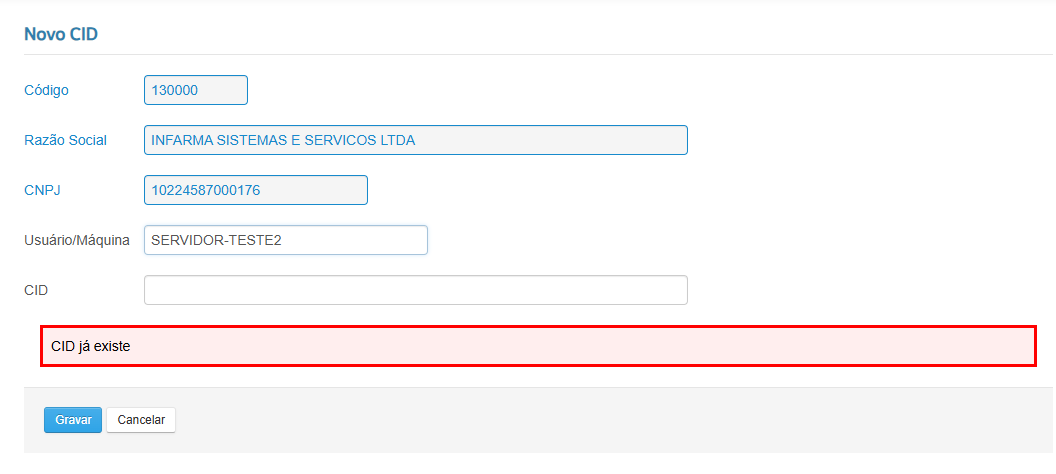 Novo CID
Código 130000
Razão Social INFARMA SISTEMAS E SERVICOS LTDA
CNPJ 10224587000176
Usuário/Máquina SERVIDOR-TESTE2
CID
CID já existe
Gravar Cancelar